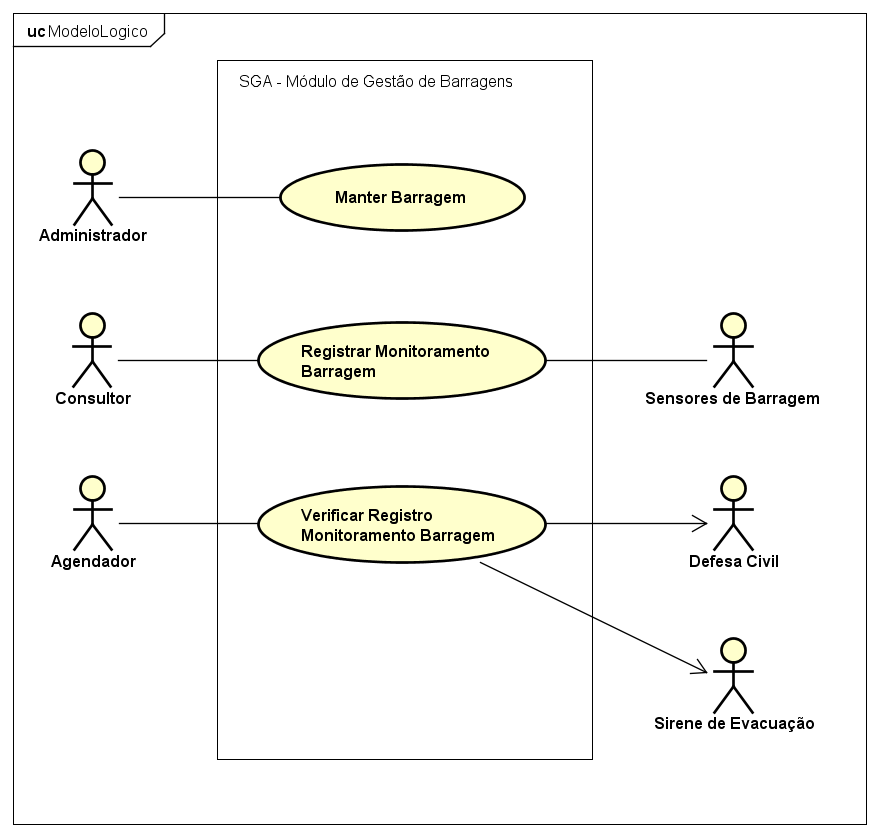 uc ModeloLogico
SGA - Módulo de Gestão de Barragens
Manter Barragem
Administrador
Registrar Monitoramento
Barragem
Consultor
Sensores de Barragem
Verificar Registro
Monitoramento Barragem
Agendador
Defesa Civil
Sirene de Evacuação